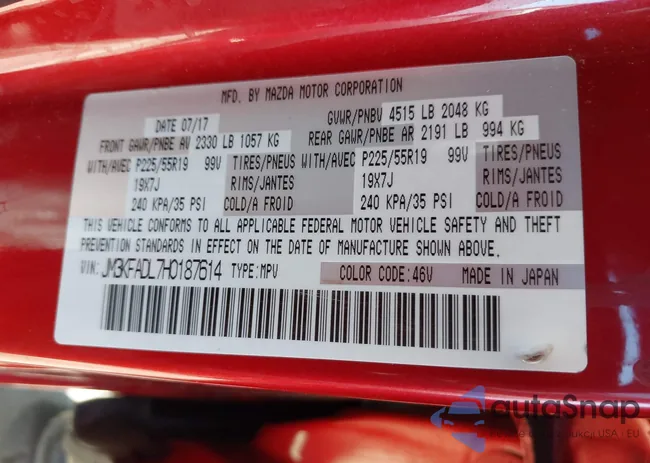 MFD. BY MAZDA MOTOR CORPORATION
DATE 07/17 GVWR/PNBV 4515 LB 2048 KG
FRONT GAWR/PNBE AV 2330 LB 1057 KG REAR GAWR/PNBE AR 2191 LB 994 KG
WITH/AVEC P225/55R19 99V TIRES/PNEUS WITH/AVEC P225/55R19 99V TIRES/PNEUS
19X7J RIMS/JANTES 19X7J RIMS/JANTES
240 KPA/35 PSI COLD/A FROID 240 KPA/35 PSI COLD/A FROID
THIS VEHICLE CONFORMS TO ALL APPLICABLE FEDERAL MOTOR VEHICLE SAFETY AND THEFT
PREVENTION STANDARDS IN EFFECT ON THE DATE OF MANUFACTURE SHOWN ABOVE.
VIN: JM3KFADL7H0187614 TYPE:MPV COLOR CODE:46V MADE IN JAPAN
autoSnap
USA | EU